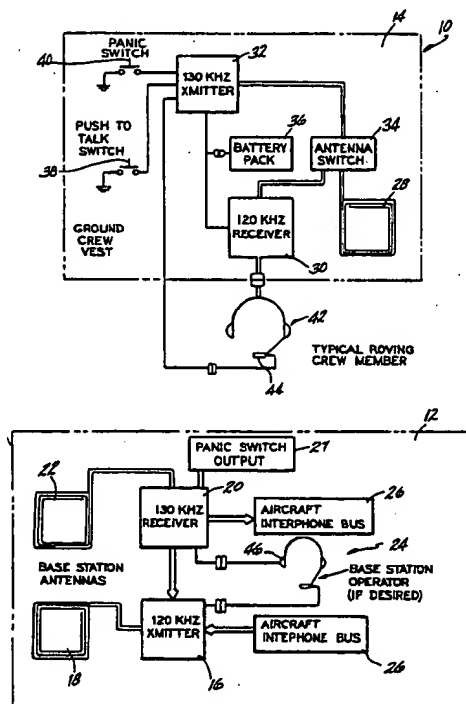 PANIC
SWITCH
40
32
14
10
130 KHZ
XMITTER
PUSH TO
TALK
SWITCH
38
36
BATTERY
PACK
34
ANTENNA
SWITCH
28
GROUND
CREW
VEST
120 KHZ
RECEIVER
30
42
TYPICAL ROVING
CREW MEMBER
44
12
PANIC SWITCH
OUTPUT
27
22
20
130 KHZ
RECEIVER
26
AIRCRAFT
INTERPHONE BUS
46
24
BASE STATION
ANTENNAS
BASE STATION
OPERATOR
(IF DESIRED)
120 KHZ
XMITTER
AIRCRAFT
INTEPHONE BUS
18
16
26